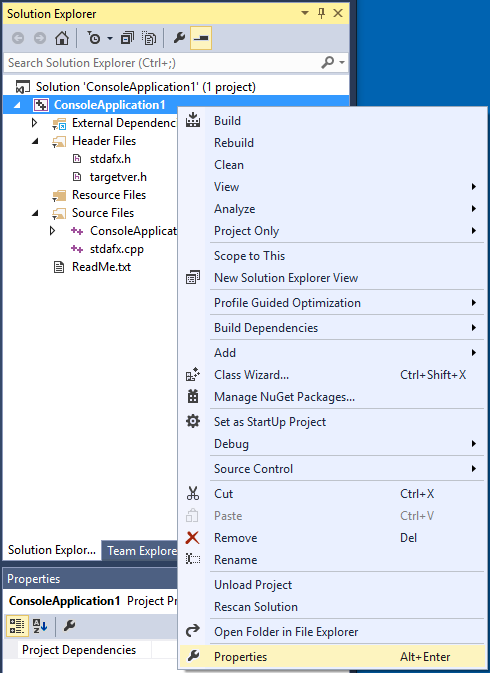 Solution Explorer
Search Solution Explorer (Ctrl+;)
Solution 'ConsoleApplication1' (1 project)
ConsoleApplication1
External Dependenc
Header Files
stdafx.h
targetver.h
Resource Files
Source Files
ConsoleApplicat
stdafx.cpp
ReadMe.txt
Build
Rebuild
Clean
View
Analyze
Project Only
Scope to This
New Solution Explorer View
Profile Guided Optimization
Build Dependencies
Add
Class Wizard... Ctrl+Shift+X
Manage NuGet Packages...
Set as StartUp Project
Debug
Source Control
Cut Ctrl+X
Paste Ctrl+V
Remove Del
Rename
Unload Project
Rescan Solution
Open Folder in File Explorer
Properties Alt+Enter
Solution Explor... Team Explore
Properties
ConsoleApplication1 Project Pr
Project Dependencies